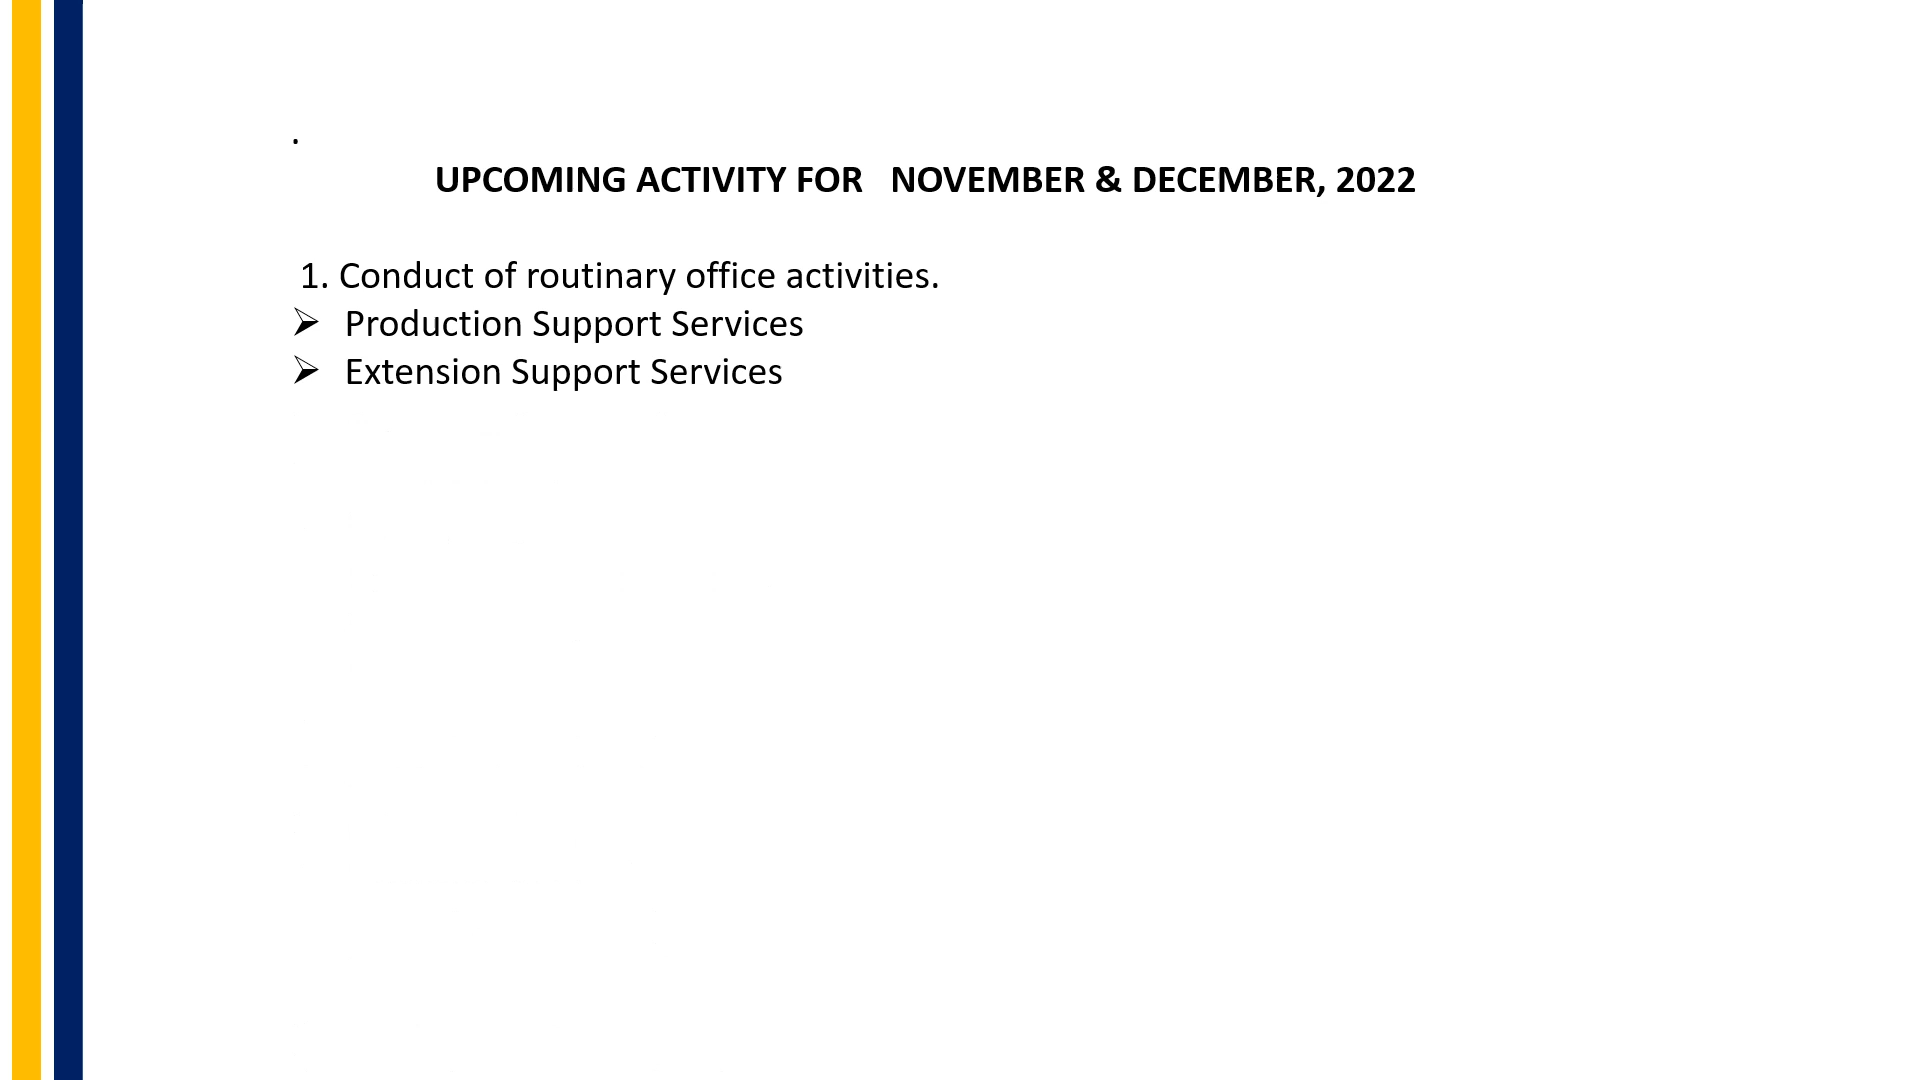 .
UPCOMING ACTIVITY FOR   NOVEMBER & DECEMBER, 2022
1. Conduct of routinary office activities.
➢ Production Support Services
➢ Extension Support Services